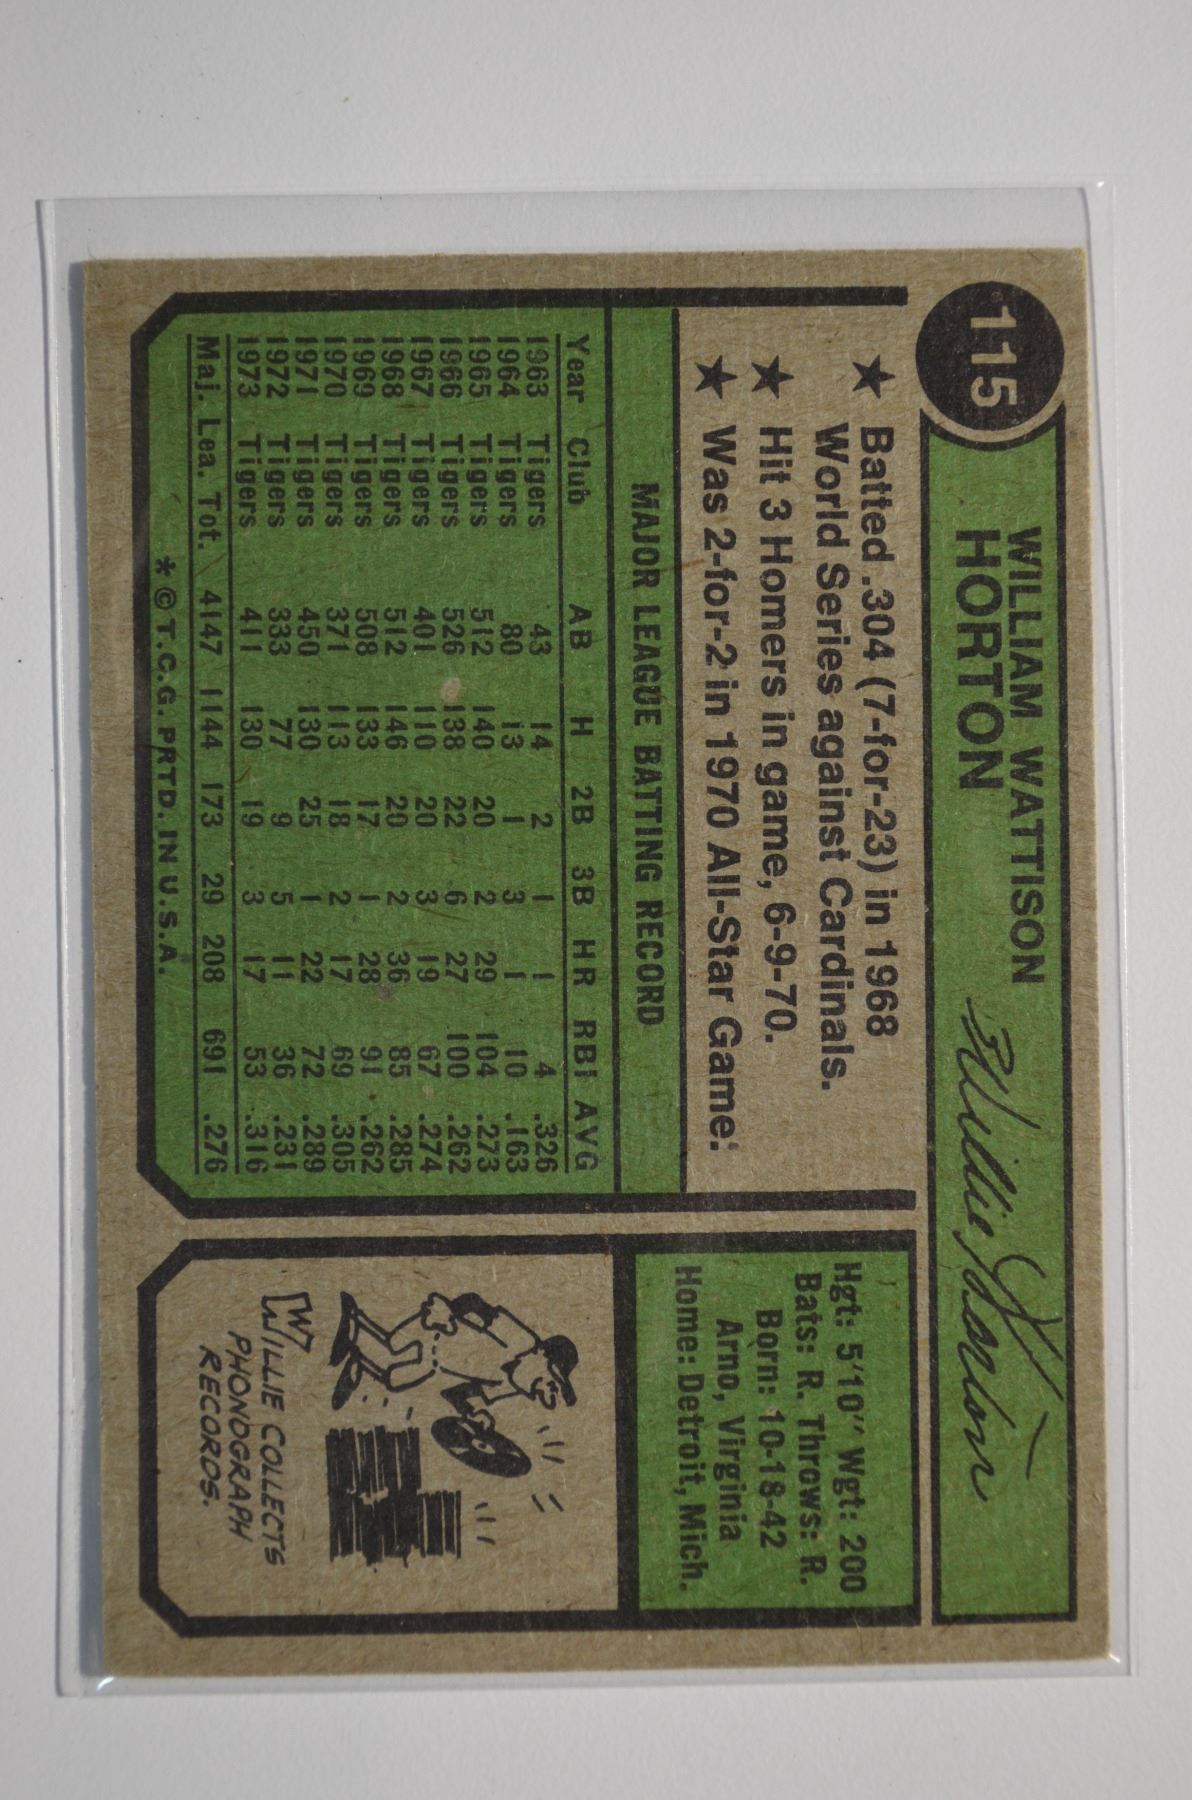 115
WILLIAM WATTISON
HORTON
Willie Horton
★ Batted .304 (7-for-23) in 1968
World Series against Cardinals.
★ Hit 3 Homers in game, 6-9-70.
★ Was 2-for-2 in 1970 All-Star Game.
MAJOR LEAGUE BATTING RECORD
Year Club AB H 2B 3B HR RBI AVG
1963 Tigers 43 14 2 1 1 4 .326
1964 Tigers 80 13 1 3 1 10 .163
1965 Tigers 512 140 20 2 29 104 .273
1966 Tigers 526 138 22 6 27 100 .262
1967 Tigers 401 110 20 3 19 67 .274
1968 Tigers 512 146 20 2 36 85 .285
1969 Tigers 508 133 17 1 28 91 .262
1970 Tigers 371 113 18 2 17 69 .305
1971 Tigers 450 130 25 1 22 72 .289
1972 Tigers 333 77 9 5 11 36 .231
1973 Tigers 411 130 19 3 17 53 .316
Maj. Lea. Tot. 4147 1144 173 29 208 691 .276
* © T.C.G. PRTD. IN U.S.A.
Hgt: 5'10" Wgt: 200
Bats: R. Throws: R.
Born: 10-18-42
Arno, Virginia
Home: Detroit, Mich.
WILLIE COLLECTS
PHONOGRAPH
RECORDS.